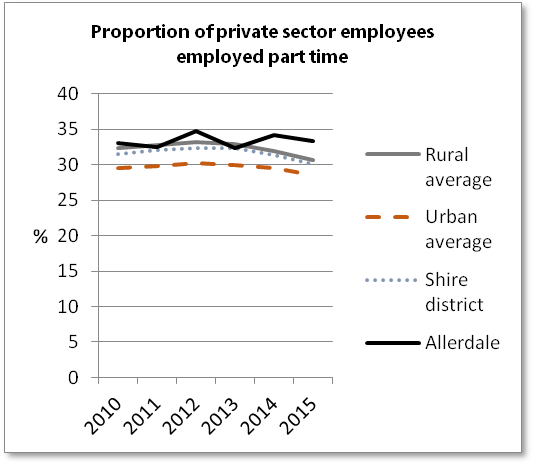 Proportion of private sector employees
employed part time
40
35
30
25
%
20
15
10
5
0
2010
2011
2012
2013
2014
2015
Rural
average
Urban
average
Shire
district
Allerdale